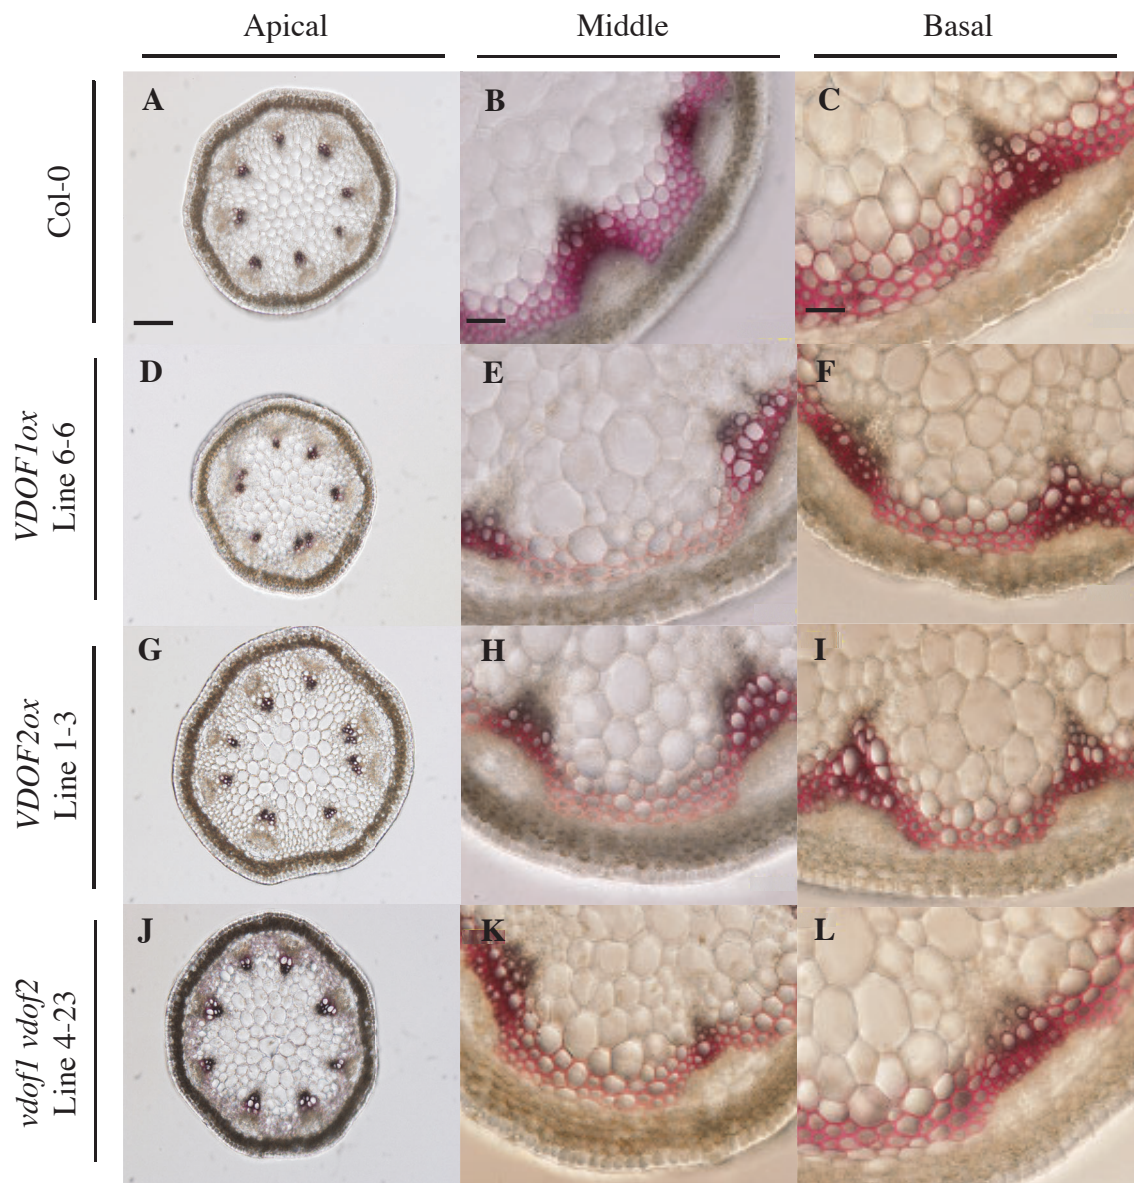 Apical Middle Basal
Col-0
A B C
VDOF1ox
Line 6-6
D E F
VDOF2ox
Line 1-3
G H I
vdof1 vdof2
Line 4-23
J K L